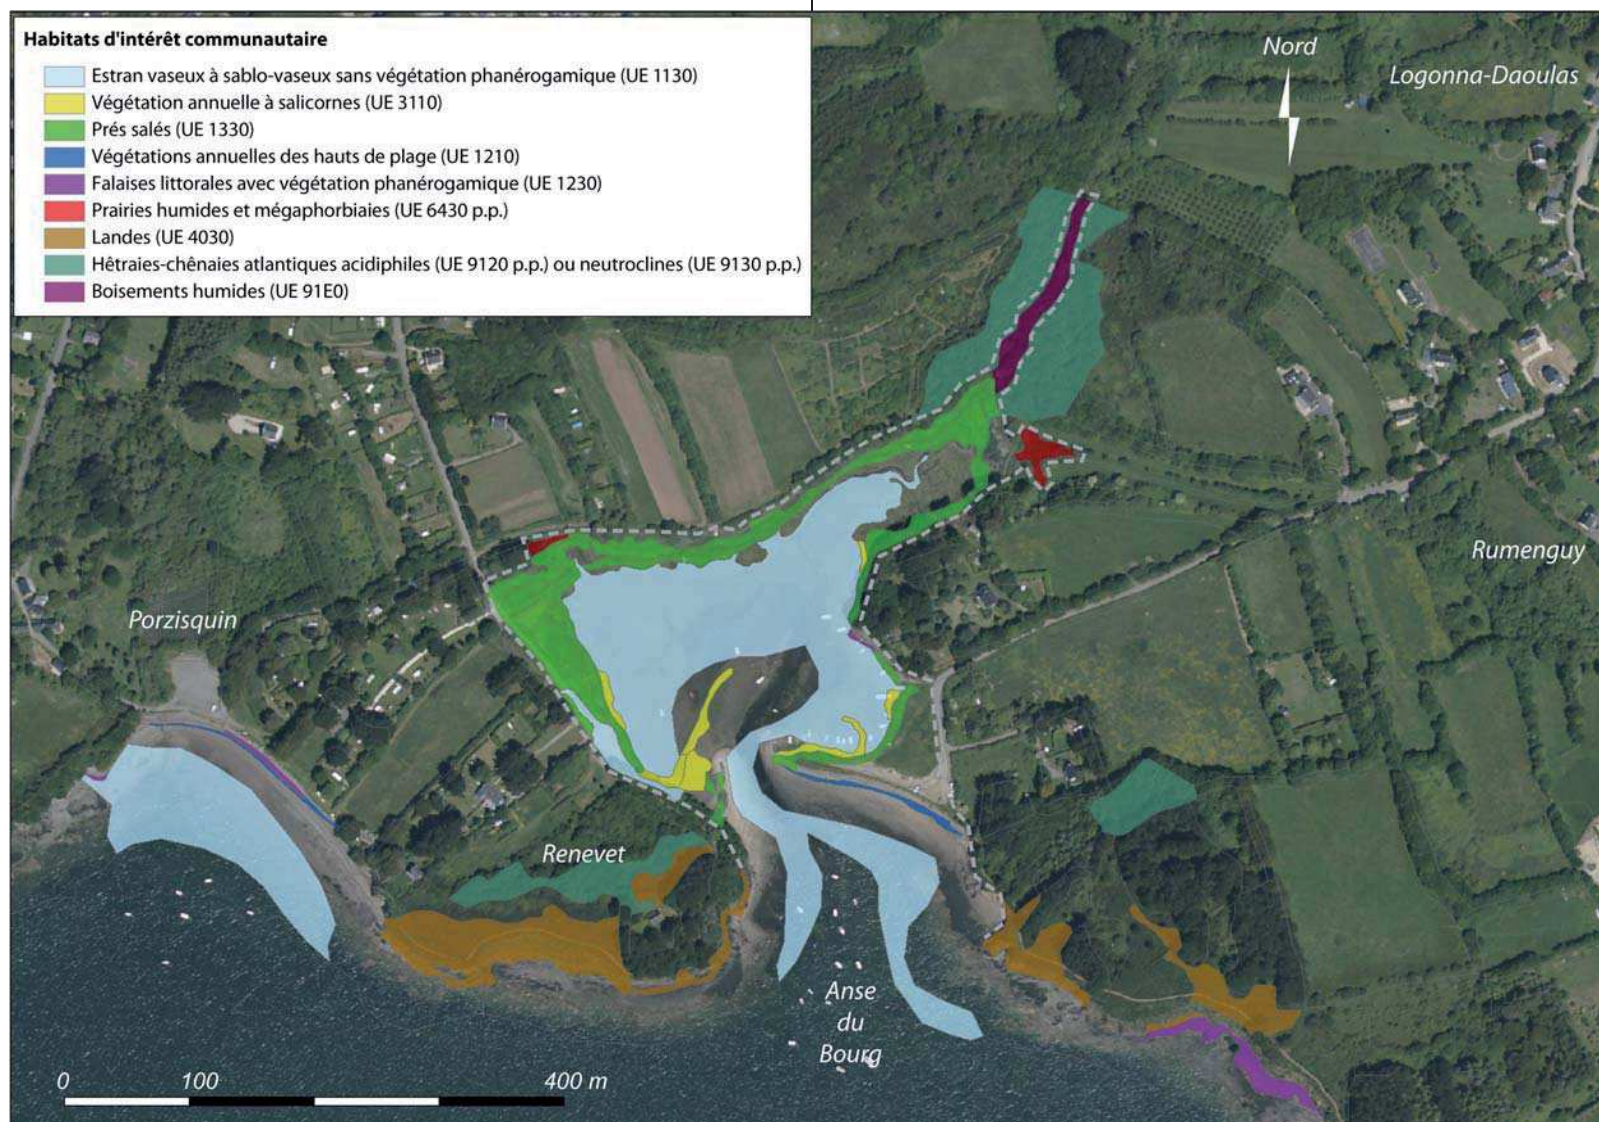 Habitats d'intérêt communautaire
Estran vaseux à sablo-vaseux sans végétation phanérogamique (UE 1130)
Végétation annuelle à salicornes (UE 3110)
Prés salés (UE 1330)
Végétations annuelles des hauts de plage (UE 1210)
Falaises littorales avec végétation phanérogamique (UE 1230)
Prairies humides et mégaphorbiaies (UE 6430 p.p.)
Landes (UE 4030)
Hêtraies-chênaies atlantiques acidiphiles (UE 9120 p.p.) ou neutroclines (UE 9130 p.p.)
Boisements humides (UE 91E0)
Nord
Logonna-Daoulas
Rumenguy
Porzisquin
Renevet
Anse
du
Bourg
0 100 400 m